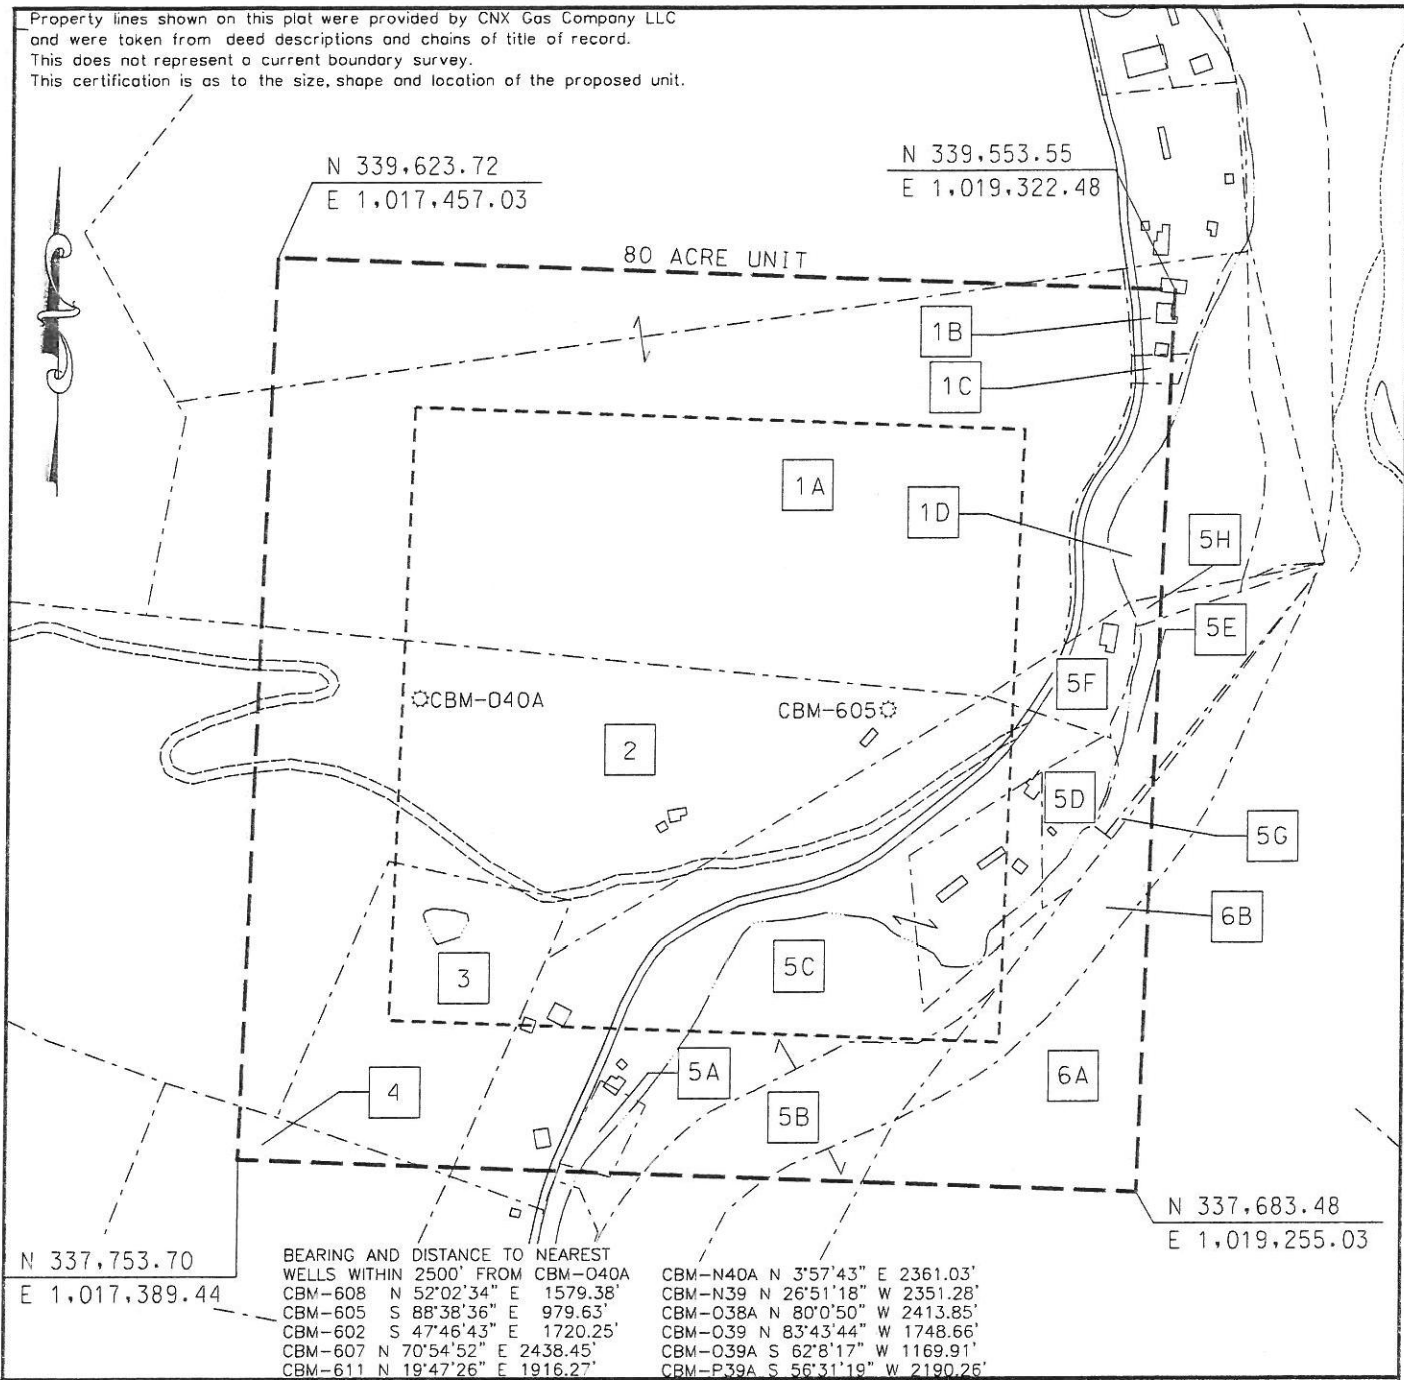 Property lines shown on this plat were provided by CNX Gas Company LLC
and were taken from deed descriptions and chains of title of record.
This does not represent a current boundary survey.
This certification is as to the size, shape and location of the proposed unit.
N 339,623.72
E 1,017,457.03
N 339,553.55
E 1,019,322.48
80 ACRE UNIT
1B
1C
1A
1D
5H
5E
5F
CBM-O40A
CBM-605
2
5D
5G
6B
3
5C
5A
6A
4
5B
N 337,683.48
E 1,019,255.03
N 337,753.70
E 1,017,389.44
BEARING AND DISTANCE TO NEAREST
WELLS WITHIN 2500' FROM CBM-O40A
CBM-608 N 52°02'34" E 1579.38'
CBM-605 S 88°38'36" E 979.63'
CBM-602 S 47°46'43" E 1720.25'
CBM-607 N 70°54'52" E 2438.45'
CBM-611 N 19°47'26" E 1916.27'
CBM-N40A N 3°57'43" E 2361.03'
CBM-N39 N 26°51'18" W 2351.28'
CBM-O38A N 80°0'50" W 2413.85'
CBM-O39 N 83°43'44" W 1748.66'
CBM-O39A S 62°8'17" W 1169.91'
CBM-P39A S 56°31'19" W 2190.26'